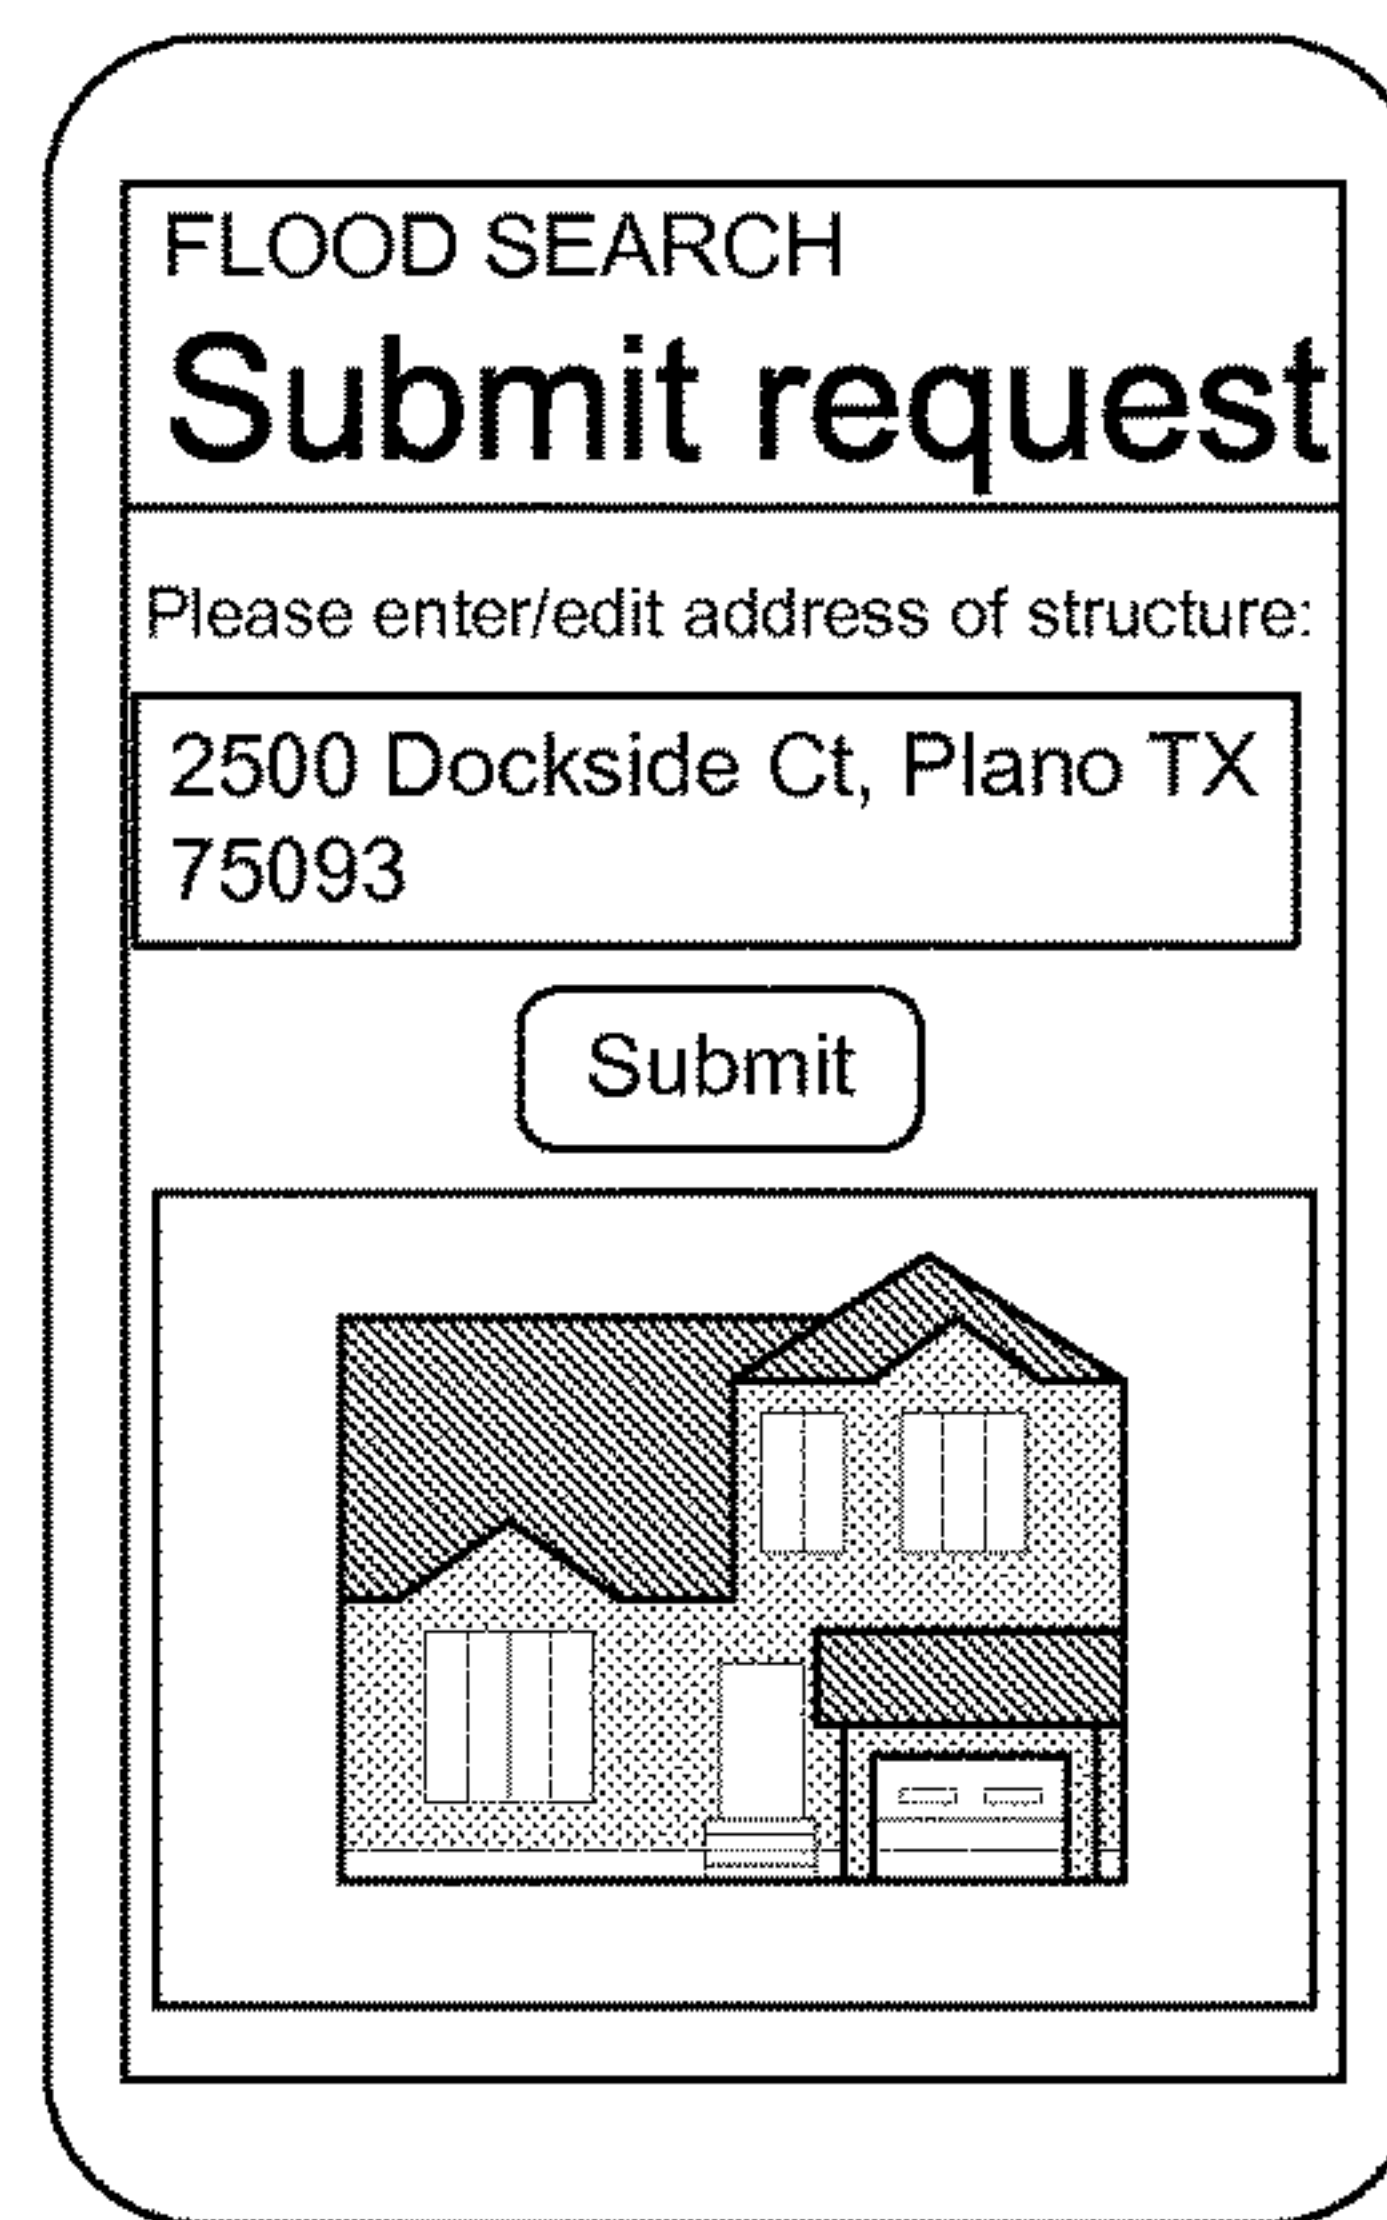 FLOOD SEARCH
Submit request
Please enter/edit address of structure:
2500 Dockside Ct, Plano TX
75093
Submit